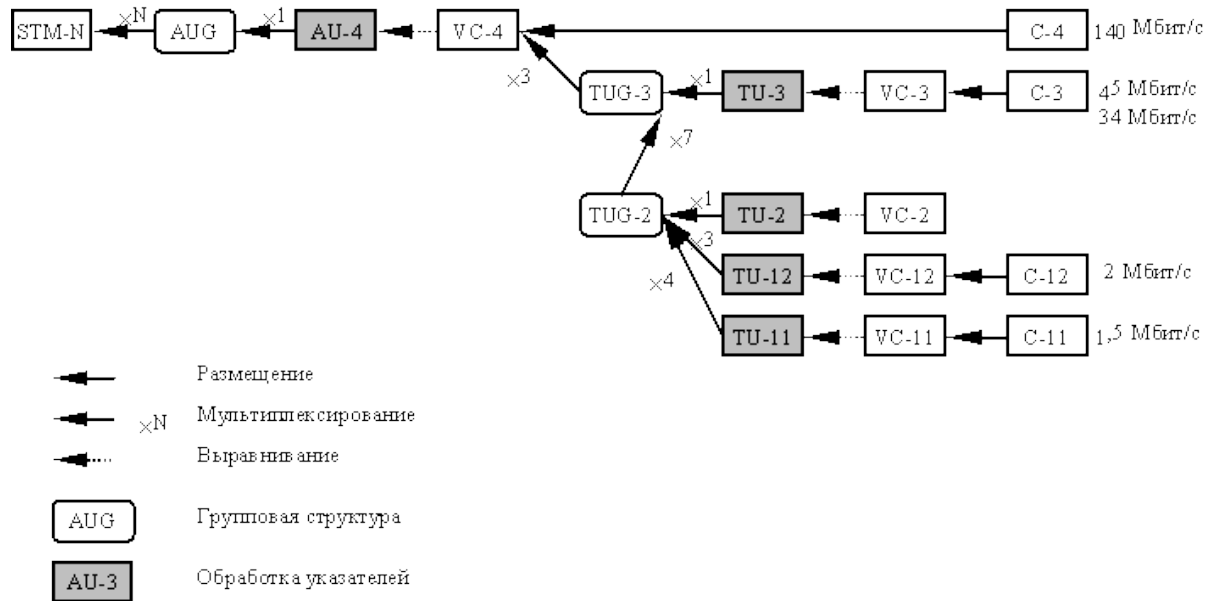 ×N ×1
STM-N AUG AU-4 VC-4 C-4 140 Мбит/с
×3 ×1
TUG-3 TU-3 VC-3 C-3 45 Мбит/с
34 Мбит/с
×7
×1
TUG-2 TU-2 VC-2
×3
×4 TU-12 VC-12 C-12 2 Мбит/с
TU-11 VC-11 C-11 1,5 Мбит/с
Размещение
×N Мультиплексирование
Выравнивание
AUG Групповая структура
AU-3 Обработка указателей